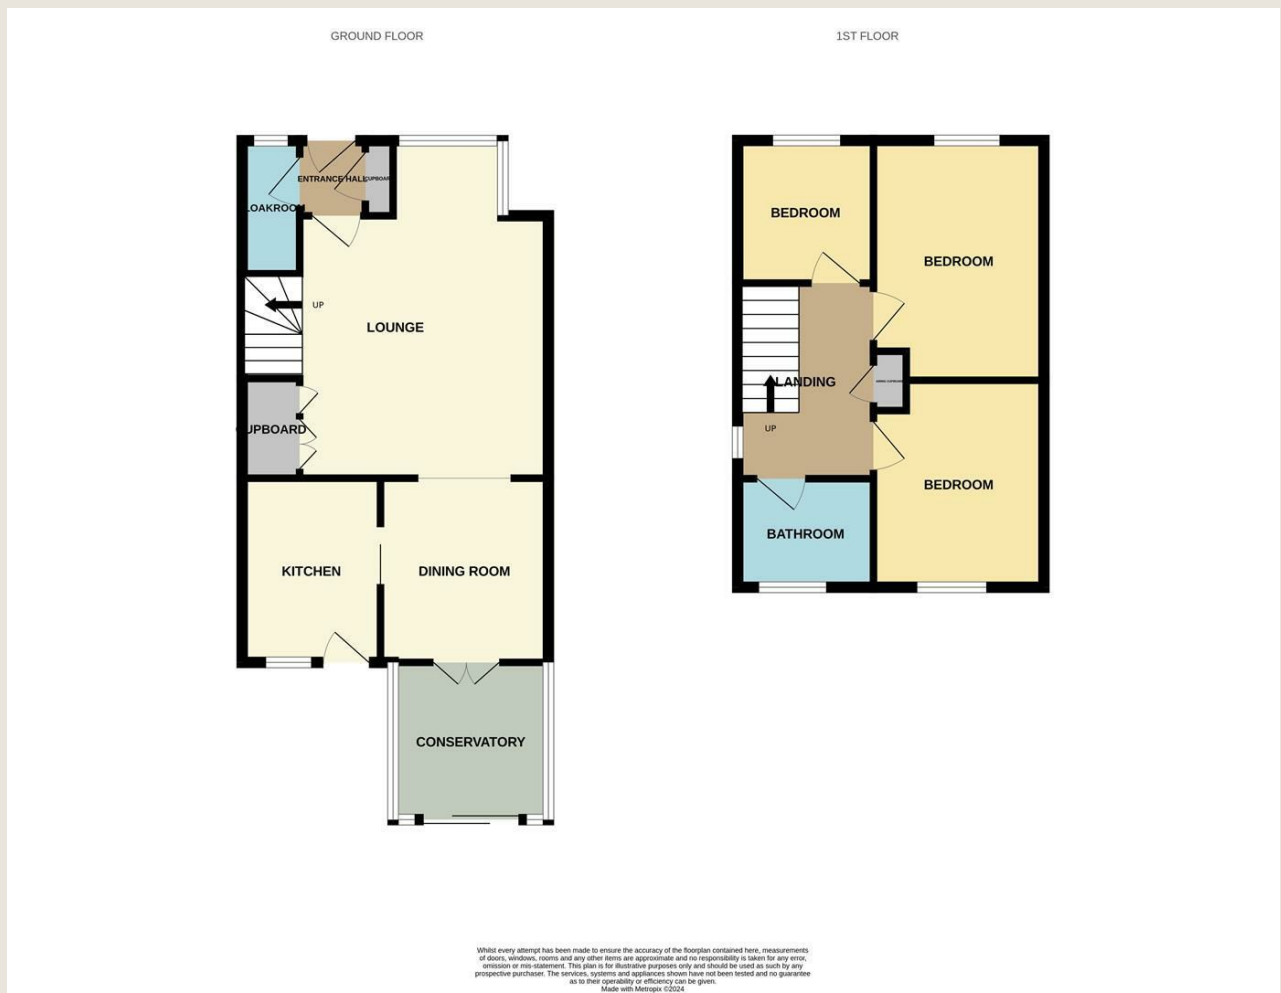 GROUND FLOOR
1ST FLOOR
ENTRANCE HALL
CUPBOARD
LOAKROOM
UP
LOUNGE
UPBOARD
KITCHEN
DINING ROOM
CONSERVATORY
BEDROOM
BEDROOM
LANDING
UP
BEDROOM
BATHROOM
Whilst every attempt has been made to ensure the accuracy of the floorplan contained here, measurements
of doors, windows, rooms and any other items are approximate and no responsibility is taken for any error,
omission or mis-statement. This plan is for illustrative purposes only and should be used as such by any
prospective purchaser. The services, systems and appliances shown have not been tested and no guarantee
as to their operability or efficiency can be given.
Made with Metropix ©2024